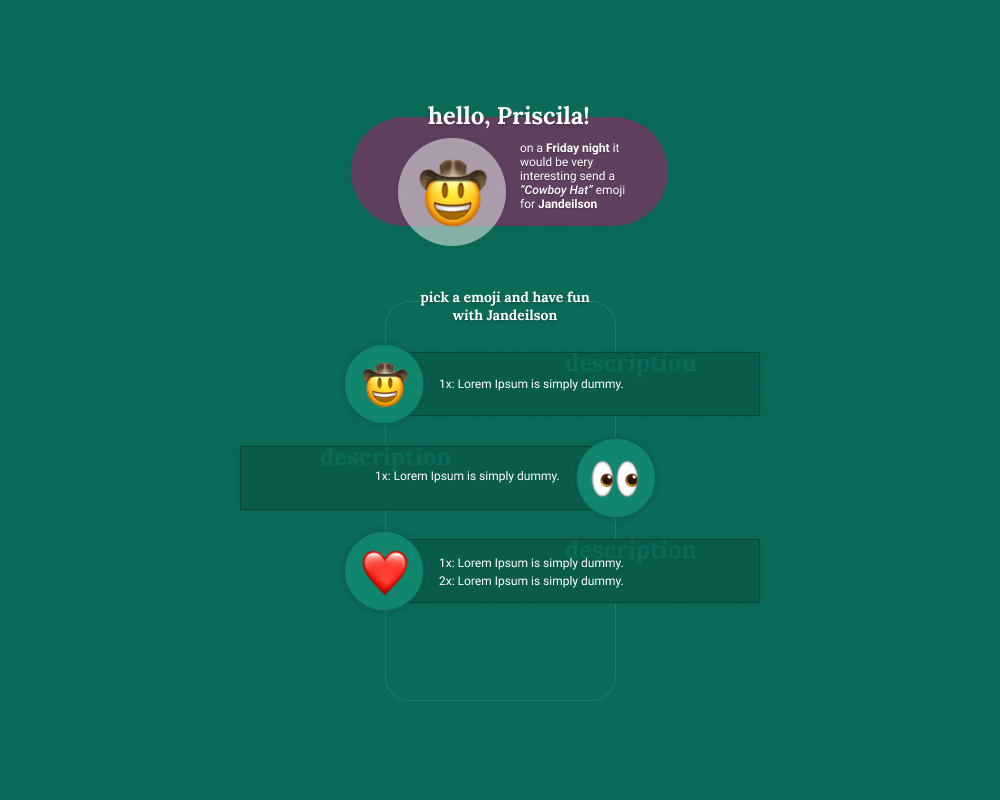 hello, Priscila!
on a Friday night it
would be very
interesting send a
“Cowboy Hat” emoji
for Jandeilson
pick a emoji and have fun
with Jandeilson
description
1x: Lorem Ipsum is simply dummy.
description
1x: Lorem Ipsum is simply dummy.
description
1x: Lorem Ipsum is simply dummy.
2x: Lorem Ipsum is simply dummy.